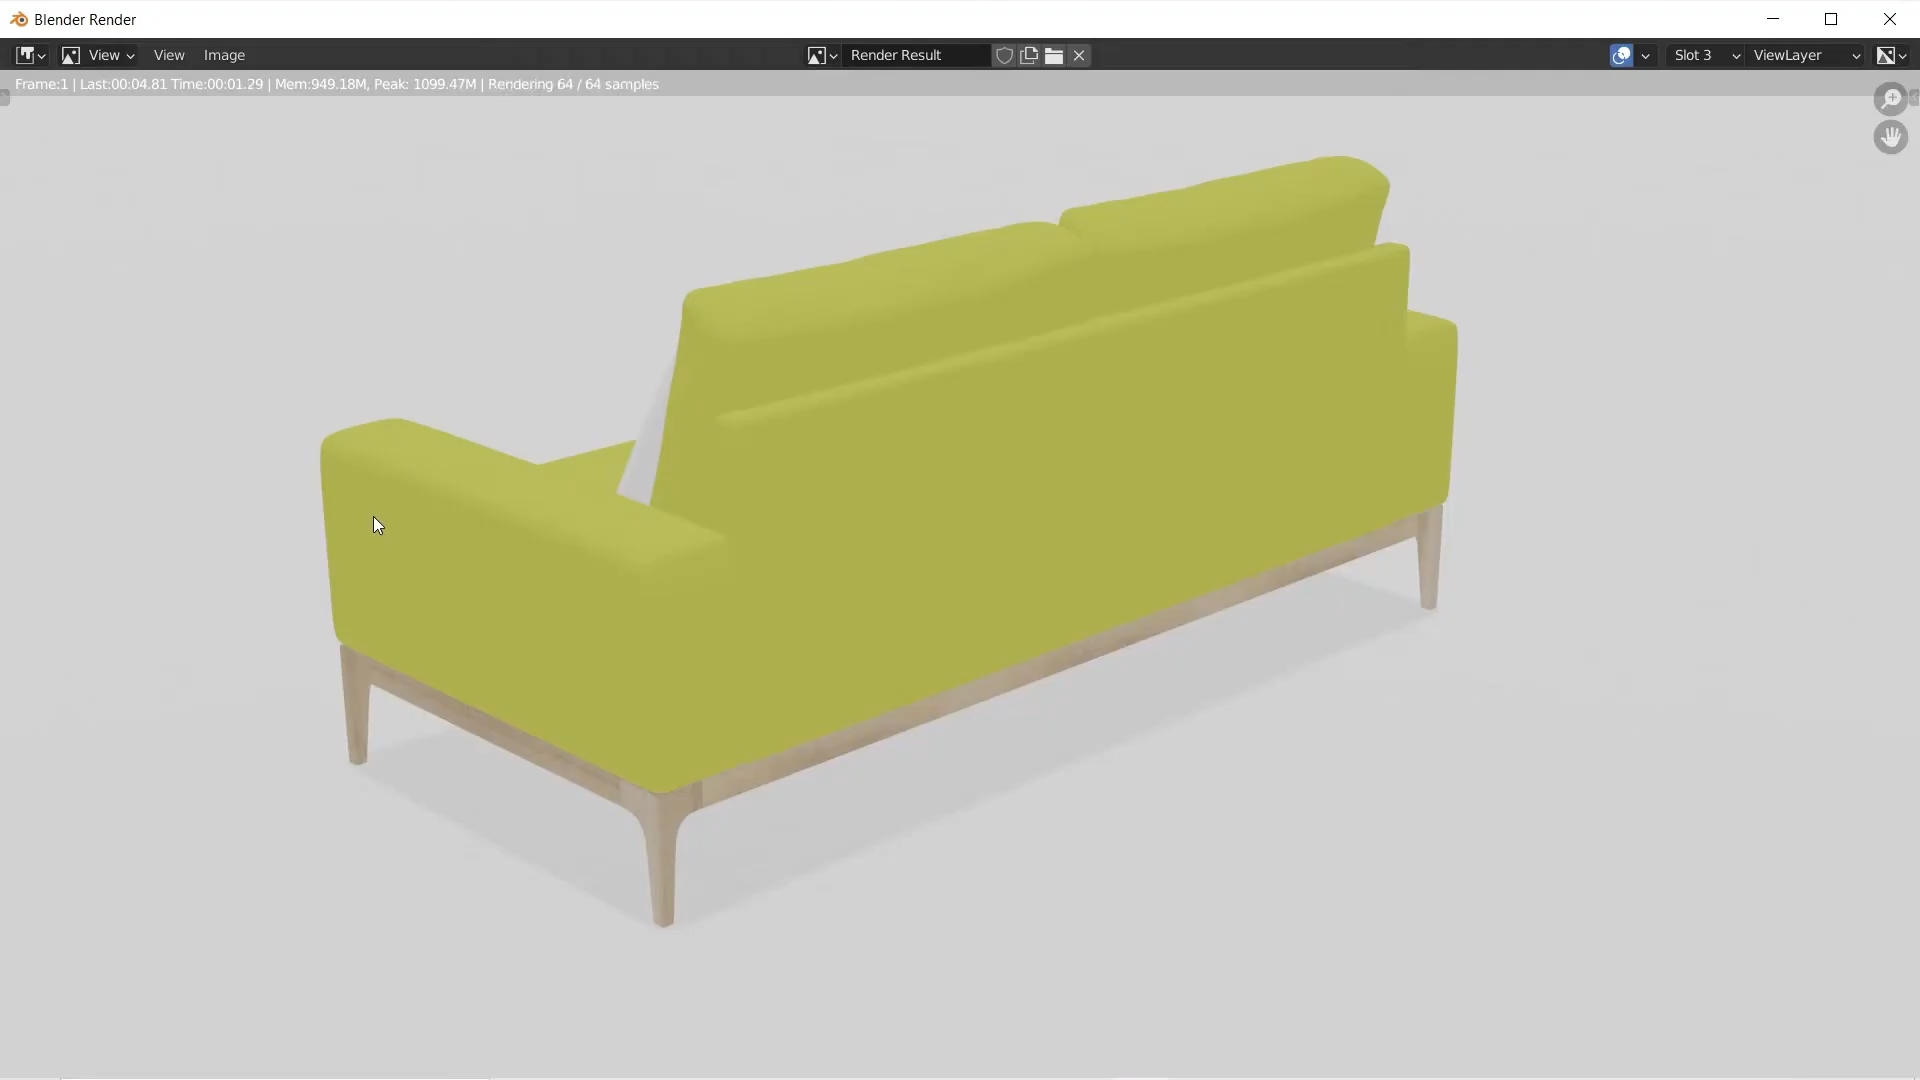 Blender Render
View View Image Render Result Slot 3 ViewLayer
Frame:1 | Last:00:04.81 Time:00:01.29 | Mem:949.18M, Peak: 1099.47M | Rendering 64 / 64 samples